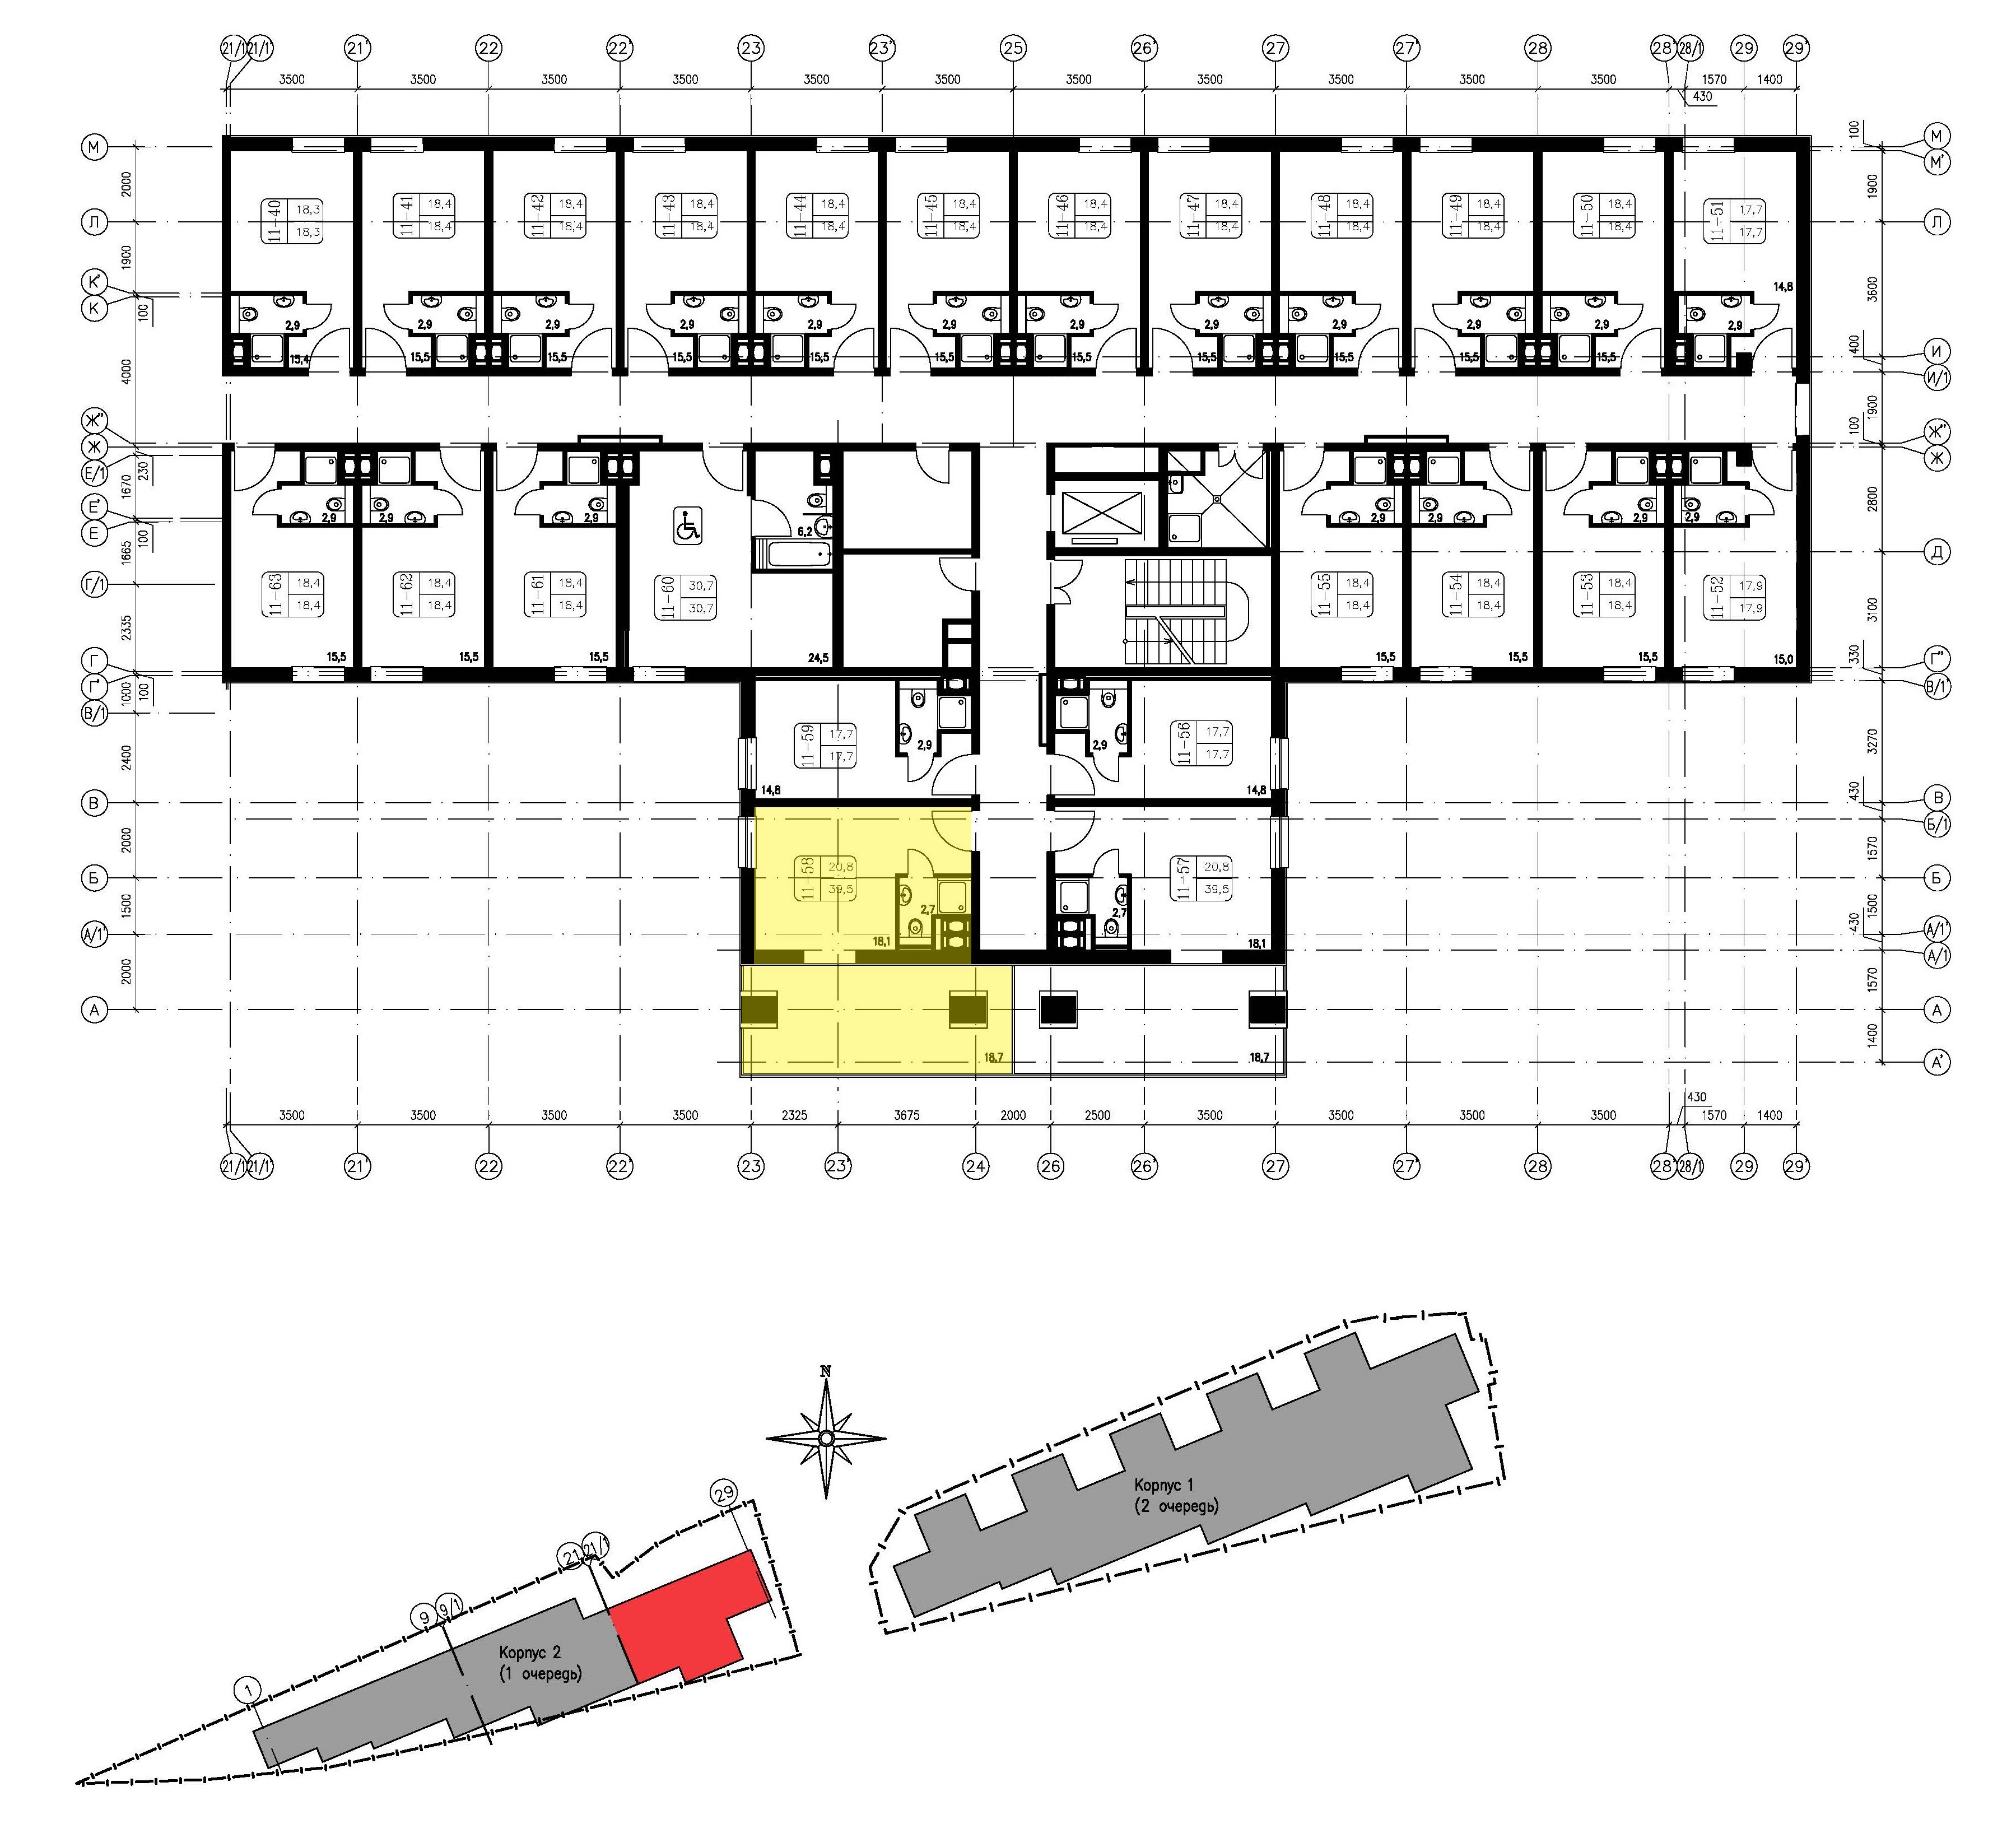 21/1 21/1' 21' 22 22' 23 23" 25 26' 27 27' 28 28' 28/1 29 29'
3500 3500 3500 3500 3500 3500 3500 3500 3500 3500 3500 1570 1400
430
М 100 М
М'
2000 1900
11-40 18,3 18,3
11-41 18,4 18,4
11-42 18,4 18,4
11-43 18,4 18,4
11-44 18,4 18,4
11-45 18,4 18,4
11-46 18,4 18,4
11-47 18,4 18,4
11-48 18,4 18,4
11-49 18,4 18,4
11-50 18,4 18,4
11-51 17,7 17,7
Л Л
1900 3600
14,8
К'
К
100
2,9 2,9 2,9 2,9 2,9 2,9 2,9 2,9 2,9 2,9 2,9 2,9
15,4 15,5 15,5 15,5 15,5 15,5 15,5 15,5 15,5 15,5 15,5
400 И
И/1
4000 1900
Ж" 100 Ж"
Ж Ж
Е/1 230
1670 2800
Е'
Е 100
2,9 2,9 2,9 6,2 2,9 2,9 2,9 2,9
1665 Д
Г/1
11-63 18,4 18,4
11-62 18,4 18,4
11-61 18,4 18,4
11-60 30,7 30,7
11-55 18,4 18,4
11-54 18,4 18,4
11-53 18,4 18,4
11-52 17,9 17,9
2335 3100
15,5 15,5 15,5 24,5 15,5 15,5 15,5 15,0
Г 330 Г"
Г' 100 В/1'
1000
В/1
11-59 17,7 17,7
11-56 17,7 17,7
2,9 2,9
2400 3270
14,8 14,8
В 430 В
Б/1
2000 1570
11-58 20,8 39,5
11-57 20,8 39,5
Б Б
2,7 2,7
1500 1500
А/1' 430 А/1'
18,1 18,1
А/1
2000 1570
А А
1400
18,7 18,7
А'
3500 3500 3500 3500 2325 3675 2000 2500 3500 3500 3500 3500 430 1570 1400
21/1 21/1 21' 22 22' 23 23' 24 26 26' 27 27' 28 28' 28/1 29 29'
N
Корпус 1
(2 очередь)
29
21 21/1
9 9/1
Корпус 2
(1 очередь)
1